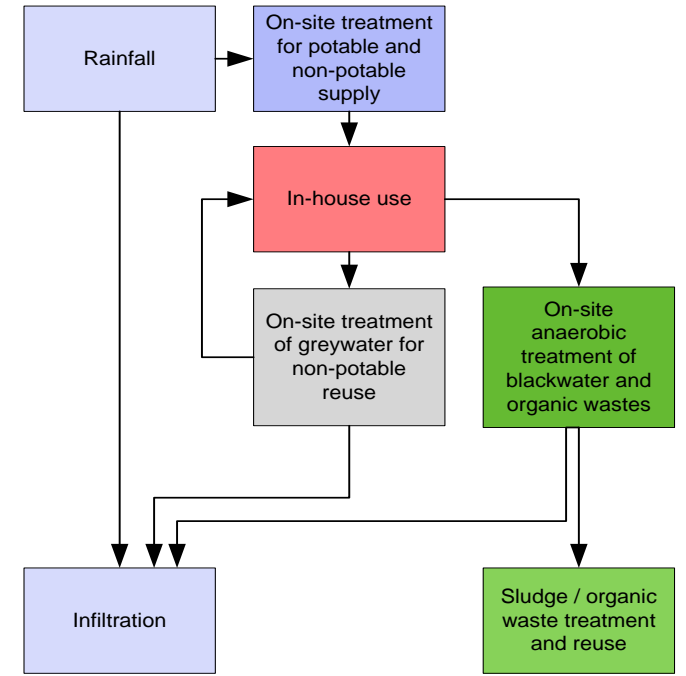 Rainfall
On-site treatment
for potable and
non-potable
supply
In-house use
On-site treatment
of greywater for
non-potable
reuse
On-site
anaerobic
treatment of
blackwater and
organic wastes
Infiltration
Sludge / organic
waste treatment
and reuse